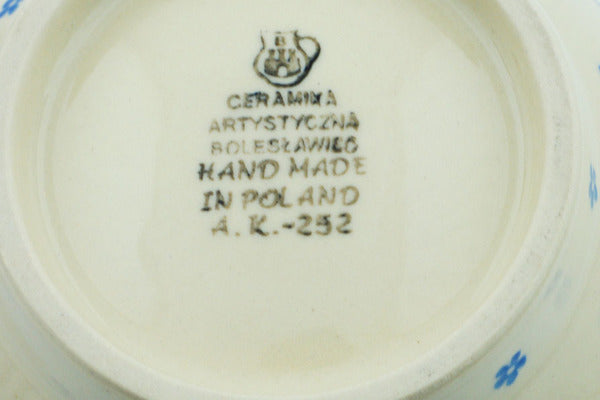 B
CERAMIKA
ARTYSTYCZNA
BOLESŁAWIEC
HAND MADE
IN POLAND
A. K.-252